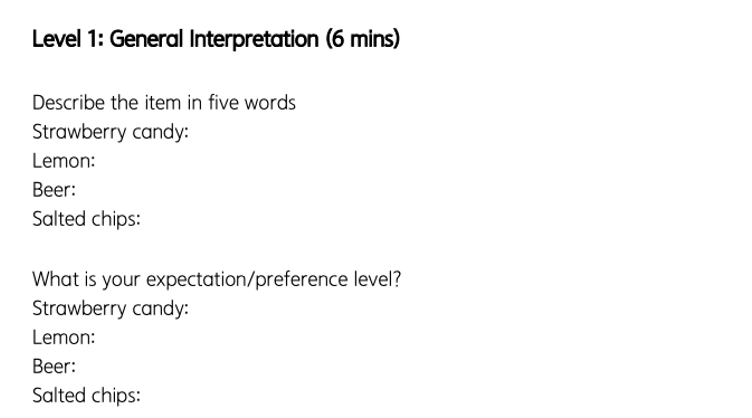 Level 1: General Interpretation (6 mins)
Describe the item in five words
Strawberry candy:
Lemon:
Beer:
Salted chips:
What is your expectation/preference level?
Strawberry candy:
Lemon:
Beer:
Salted chips: